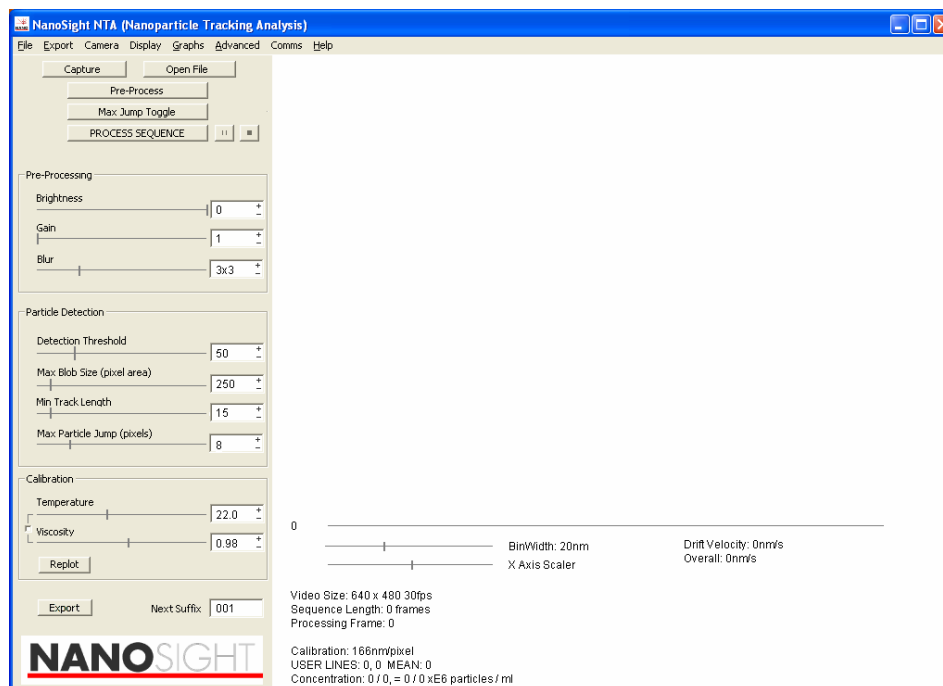 NanoSight NTA (Nanoparticle Tracking Analysis)
File Export Camera Display Graphs Advanced Comms Help
Capture Open File
Pre-Process
Max Jump Toggle
PROCESS SEQUENCE
Pre-Processing
Brightness
0
Gain
1
Blur
3x3
Particle Detection
Detection Threshold
50
Max Blob Size (pixel area)
250
Min Track Length
15
Max Particle Jump (pixels)
8
Calibration
Temperature
22.0
Viscosity
0.98
Replot
Export Next Suffix 001
NANOSIGHT
0
BinWidth: 20nm
X Axis Scaler
Drift Velocity: 0nm/s
Overall: 0nm/s
Video Size: 640 x 480 30fps
Sequence Length: 0 frames
Processing Frame: 0
Calibration: 166nm/pixel
USER LINES: 0, 0 MEAN: 0
Concentration: 0 / 0, = 0 / 0 xE6 particles / ml